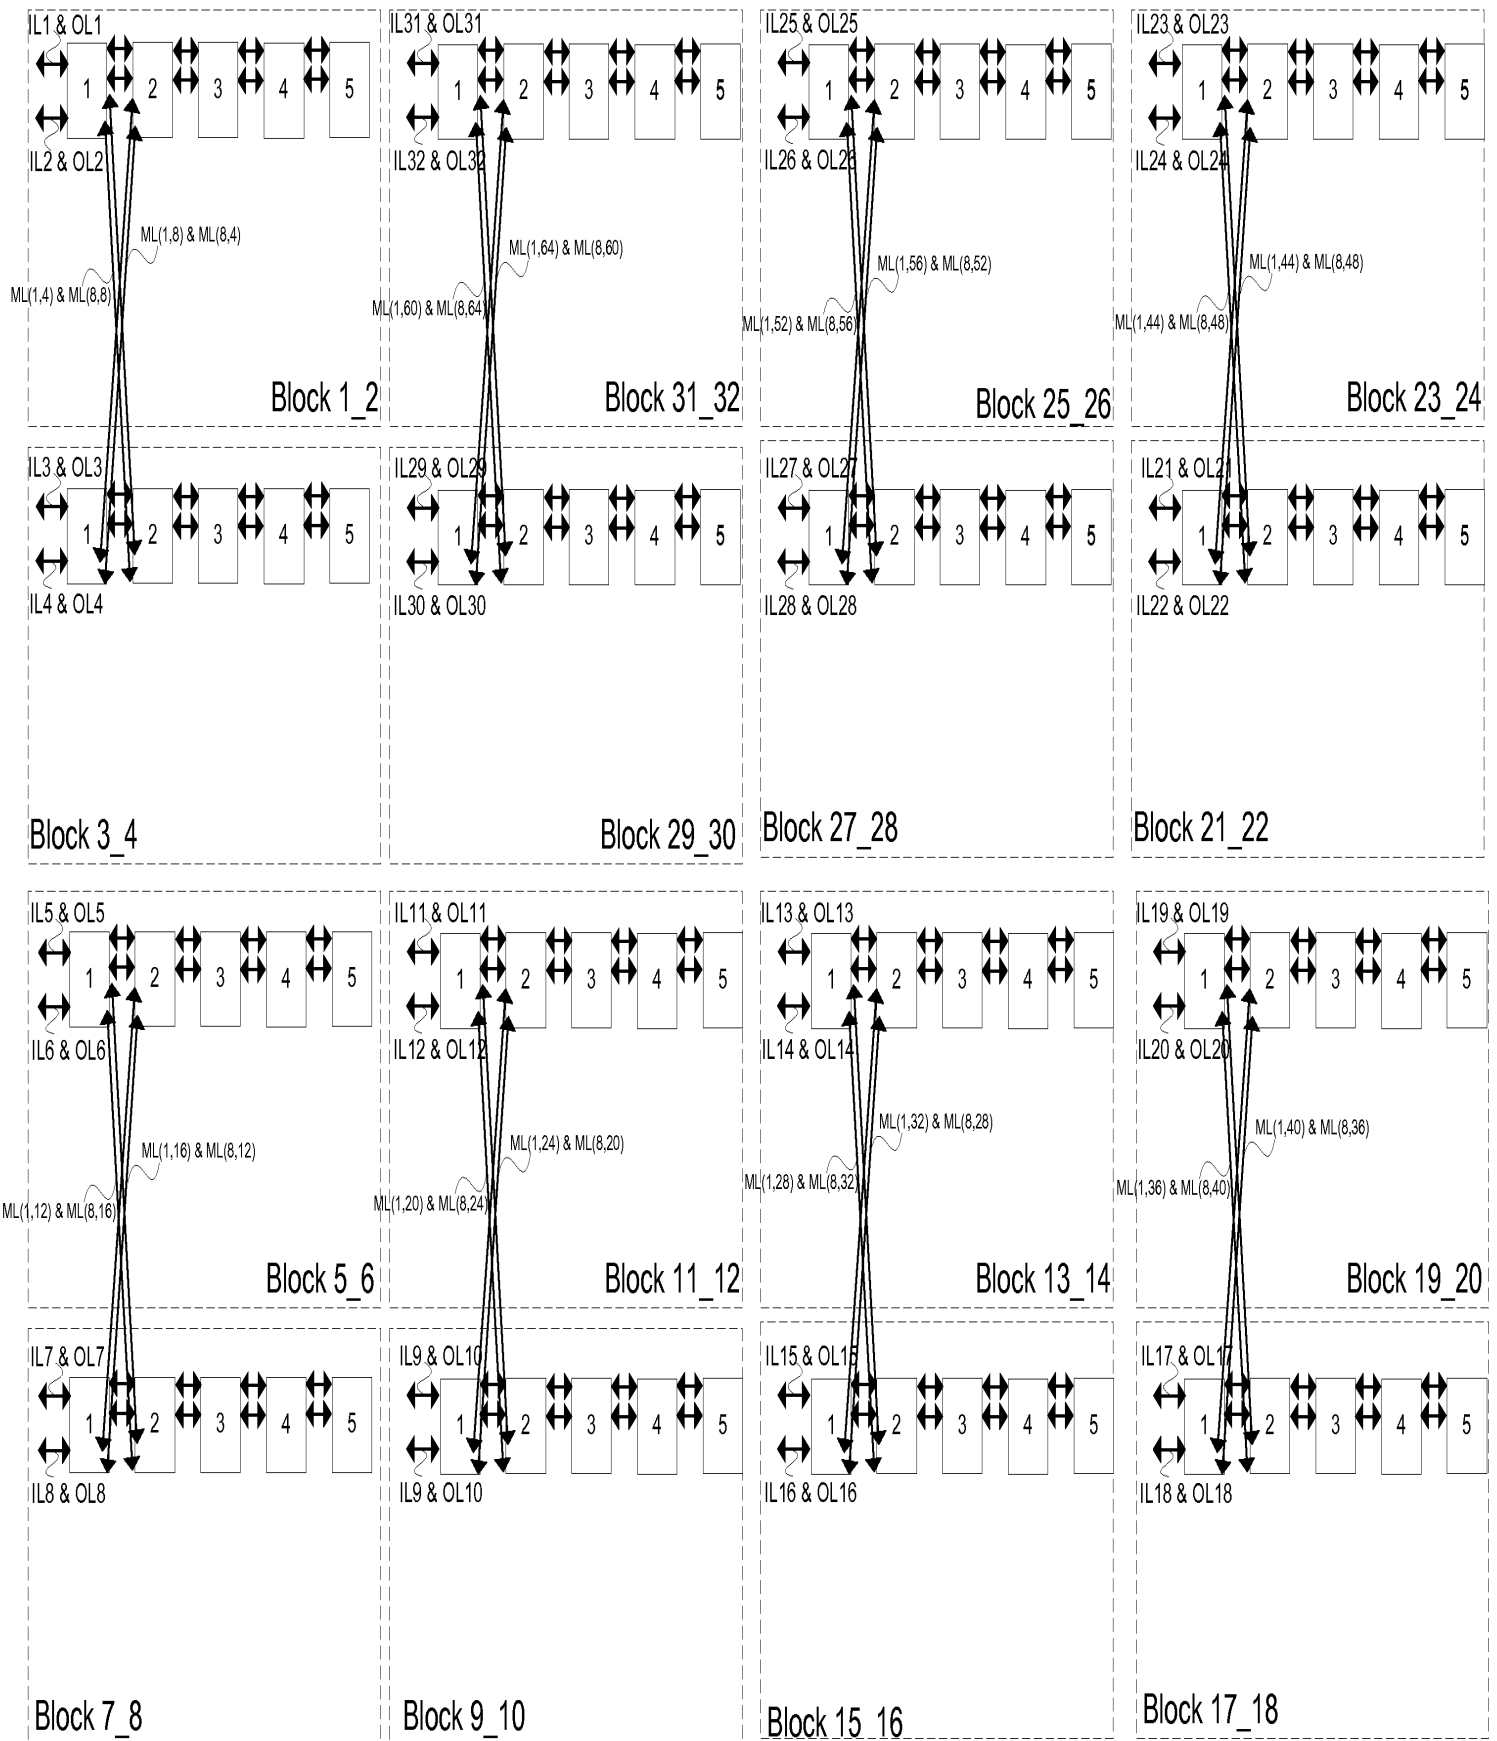 IL1 & OL1
1 2 3 4 5
IL2 & OL2
ML(1,8) & ML(8,4)
ML(1,4) & ML(8,8)
Block 1_2
IL31 & OL31
1 2 3 4 5
IL32 & OL32
ML(1,64) & ML(8,60)
ML(1,60) & ML(8,64)
Block 31_32
IL25 & OL25
1 2 3 4 5
IL26 & OL26
ML(1,56) & ML(8,52)
ML(1,52) & ML(8,56)
Block 25_26
IL23 & OL23
1 2 3 4 5
IL24 & OL24
ML(1,44) & ML(8,48)
ML(1,44) & ML(8,48)
Block 23_24
IL3 & OL3
1 2 3 4 5
IL4 & OL4
Block 3_4
IL29 & OL29
1 2 3 4 5
IL30 & OL30
Block 29_30
IL27 & OL27
1 2 3 4 5
IL28 & OL28
Block 27_28
IL21 & OL21
1 2 3 4 5
IL22 & OL22
Block 21_22
IL5 & OL5
1 2 3 4 5
IL6 & OL6
ML(1,16) & ML(8,12)
ML(1,12) & ML(8,16)
Block 5_6
IL11 & OL11
1 2 3 4 5
IL12 & OL12
ML(1,24) & ML(8,20)
ML(1,20) & ML(8,24)
Block 11_12
IL13 & OL13
1 2 3 4 5
IL14 & OL14
ML(1,32) & ML(8,28)
ML(1,28) & ML(8,32)
Block 13_14
IL19 & OL19
1 2 3 4 5
IL20 & OL20
ML(1,40) & ML(8,36)
ML(1,36) & ML(8,40)
Block 19_20
IL7 & OL7
1 2 3 4 5
IL8 & OL8
Block 7_8
IL9 & OL10
1 2 3 4 5
IL9 & OL10
Block 9_10
IL15 & OL15
1 2 3 4 5
IL16 & OL16
Block 15_16
IL17 & OL17
1 2 3 4 5
IL18 & OL18
Block 17_18